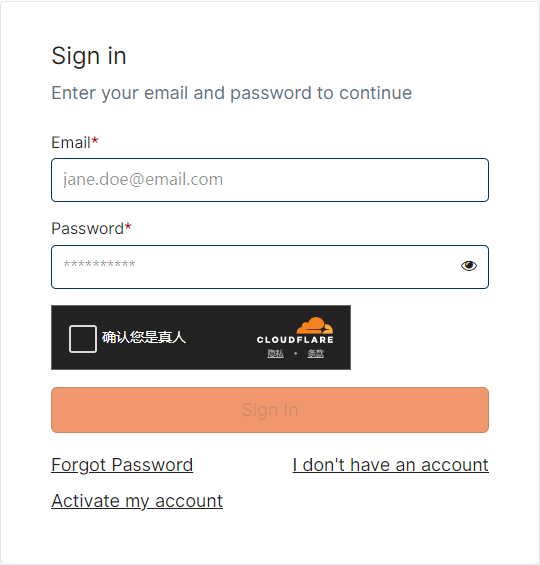 Sign in
Enter your email and password to continue
Email*
jane.doe@email.com
Password*
**********
确认您是真人
CLOUDFLARE
隐私 • 条款
Sign In
Forgot Password
I don't have an account
Activate my account